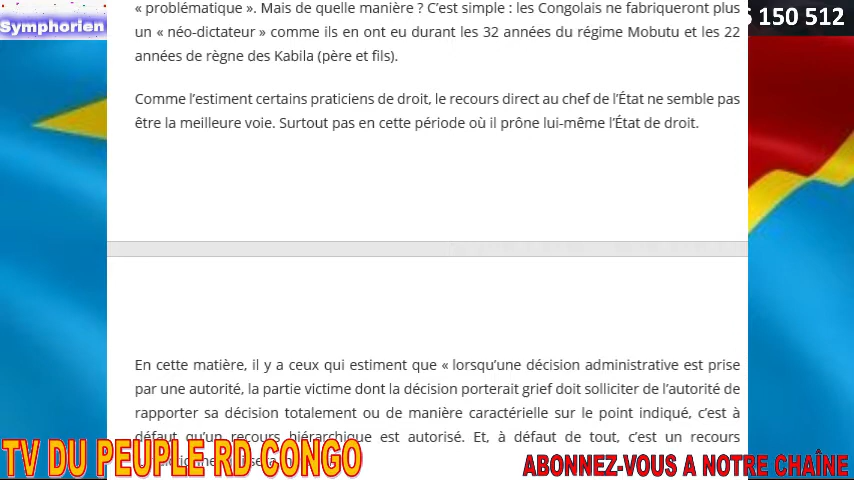 « problématique ». Mais de quelle manière ? C'est simple : les Congolais ne fabriqueront plus
un « néo-dictateur » comme ils en ont eu durant les 32 années du régime Mobutu et les 22
années de règne des Kabila (père et fils).
Symphorien
150 512
Comme l'estiment certains praticiens de droit, le recours direct au chef de l'État ne semble pas
être la meilleure voie. Surtout pas en cette période où il prône lui-même l'État de droit.
En cette matière, il y a ceux qui estiment que « lorsqu'une décision administrative est prise
par une autorité, la partie victime dont la décision porterait grief doit solliciter de l'autorité de
rapporter sa décision totalement ou de manière caractérielle sur le point indiqué, c'est à
défaut qu'un recours hiérarchique est autorisé. Et, à défaut de tout, c'est un recours
TV DU PEUPLE RD CONGO
ABONNEZ-VOUS A NOTRE CHAÎNE